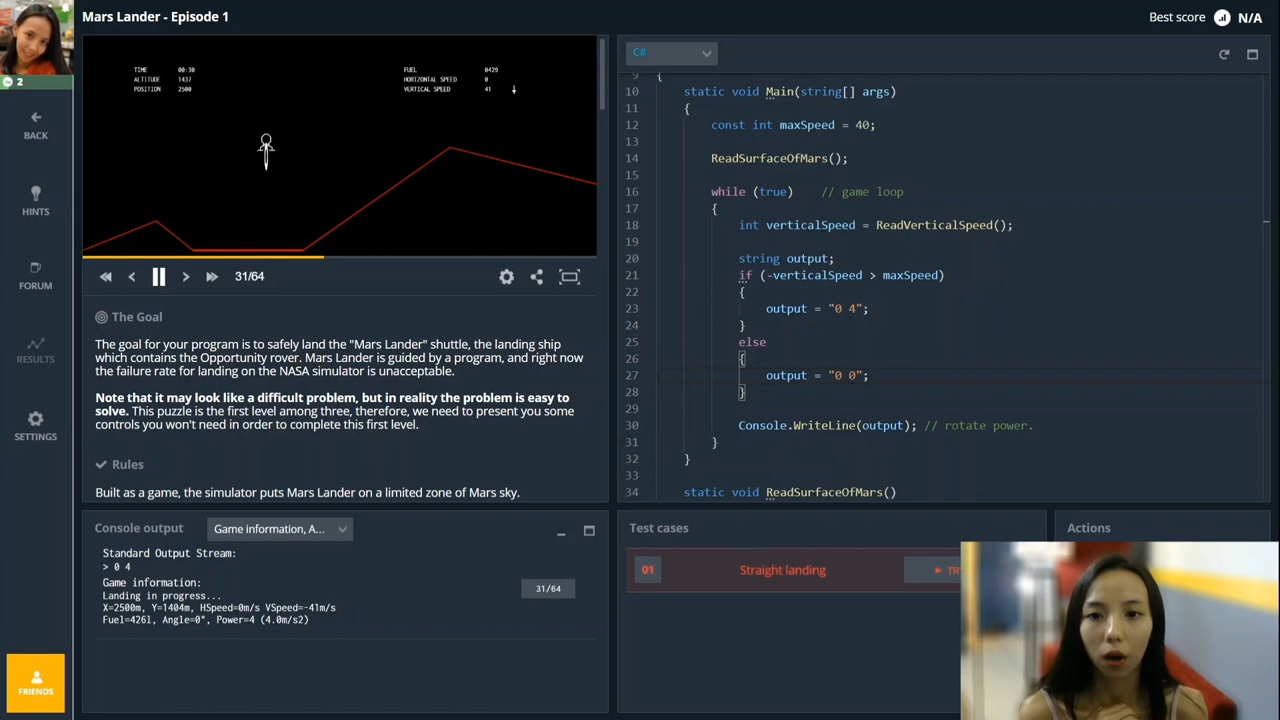 Mars Lander - Episode 1
Best score N/A
2
BACK
HINTS
FORUM
RESULTS
SETTINGS
FRIENDS
TIME 00:30
ALTITUDE 1437
POSITION 2500
FUEL 0429
HORIZONTAL SPEED 0
VERTICAL SPEED 41
31/64
The Goal
The goal for your program is to safely land the "Mars Lander" shuttle, the landing ship
which contains the Opportunity rover. Mars Lander is guided by a program, and right now
the failure rate for landing on the NASA simulator is unacceptable.
Note that it may look like a difficult problem, but in reality the problem is easy to
solve. This puzzle is the first level among three, therefore, we need to present you some
controls you won't need in order to complete this first level.
Rules
Built as a game, the simulator puts Mars Lander on a limited zone of Mars sky.
Console output
Game information, A...
Standard Output Stream:
> 0 4
Game information:
Landing in progress...
X=2500m, Y=1404m, HSpeed=0m/s VSpeed=-41m/s
Fuel=426l, Angle=0°, Power=4 (4.0m/s2)
31/64
C#
9 {
10 static void Main(string[] args)
11 {
12 const int maxSpeed = 40;
13
14 ReadSurfaceOfMars();
15
16 while (true) // game loop
17 {
18 int verticalSpeed = ReadVerticalSpeed();
19
20 string output;
21 if (-verticalSpeed > maxSpeed)
22 {
23 output = "0 4";
24 }
25 else
26 {
27 output = "0 0";
28 }
29
30 Console.WriteLine(output); // rotate power.
31 }
32 }
33
34 static void ReadSurfaceOfMars()
Test cases
01 Straight landing
Actions